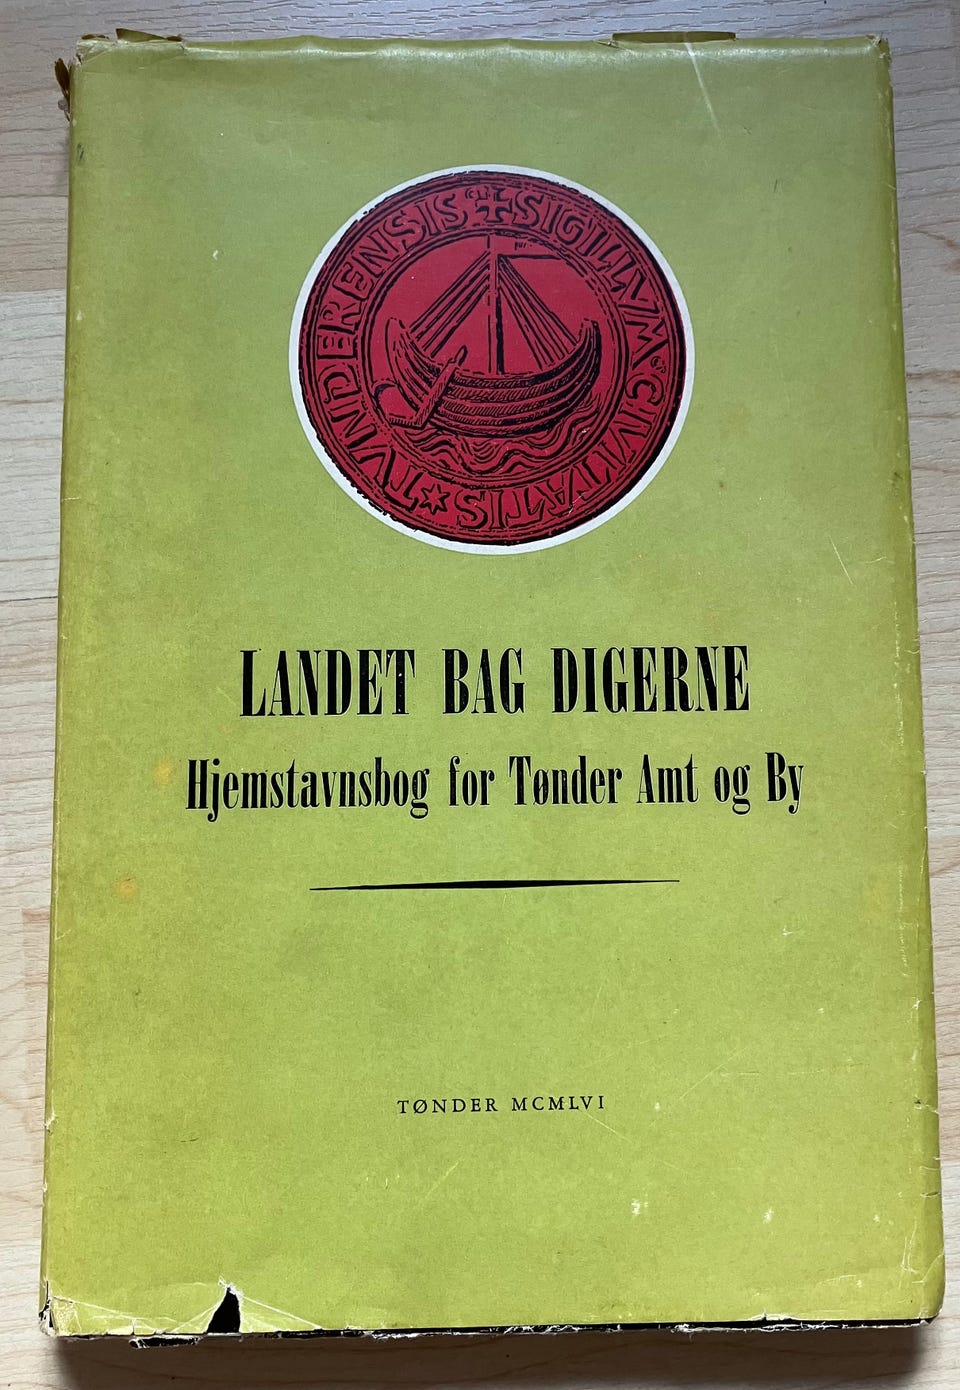 ✠ SIGILLVM · CIVITATIS · TVNDERENSIS
LANDET BAG DIGERNE
Hjemstavnsbog for Tønder Amt og By
TØNDER MCMLVI